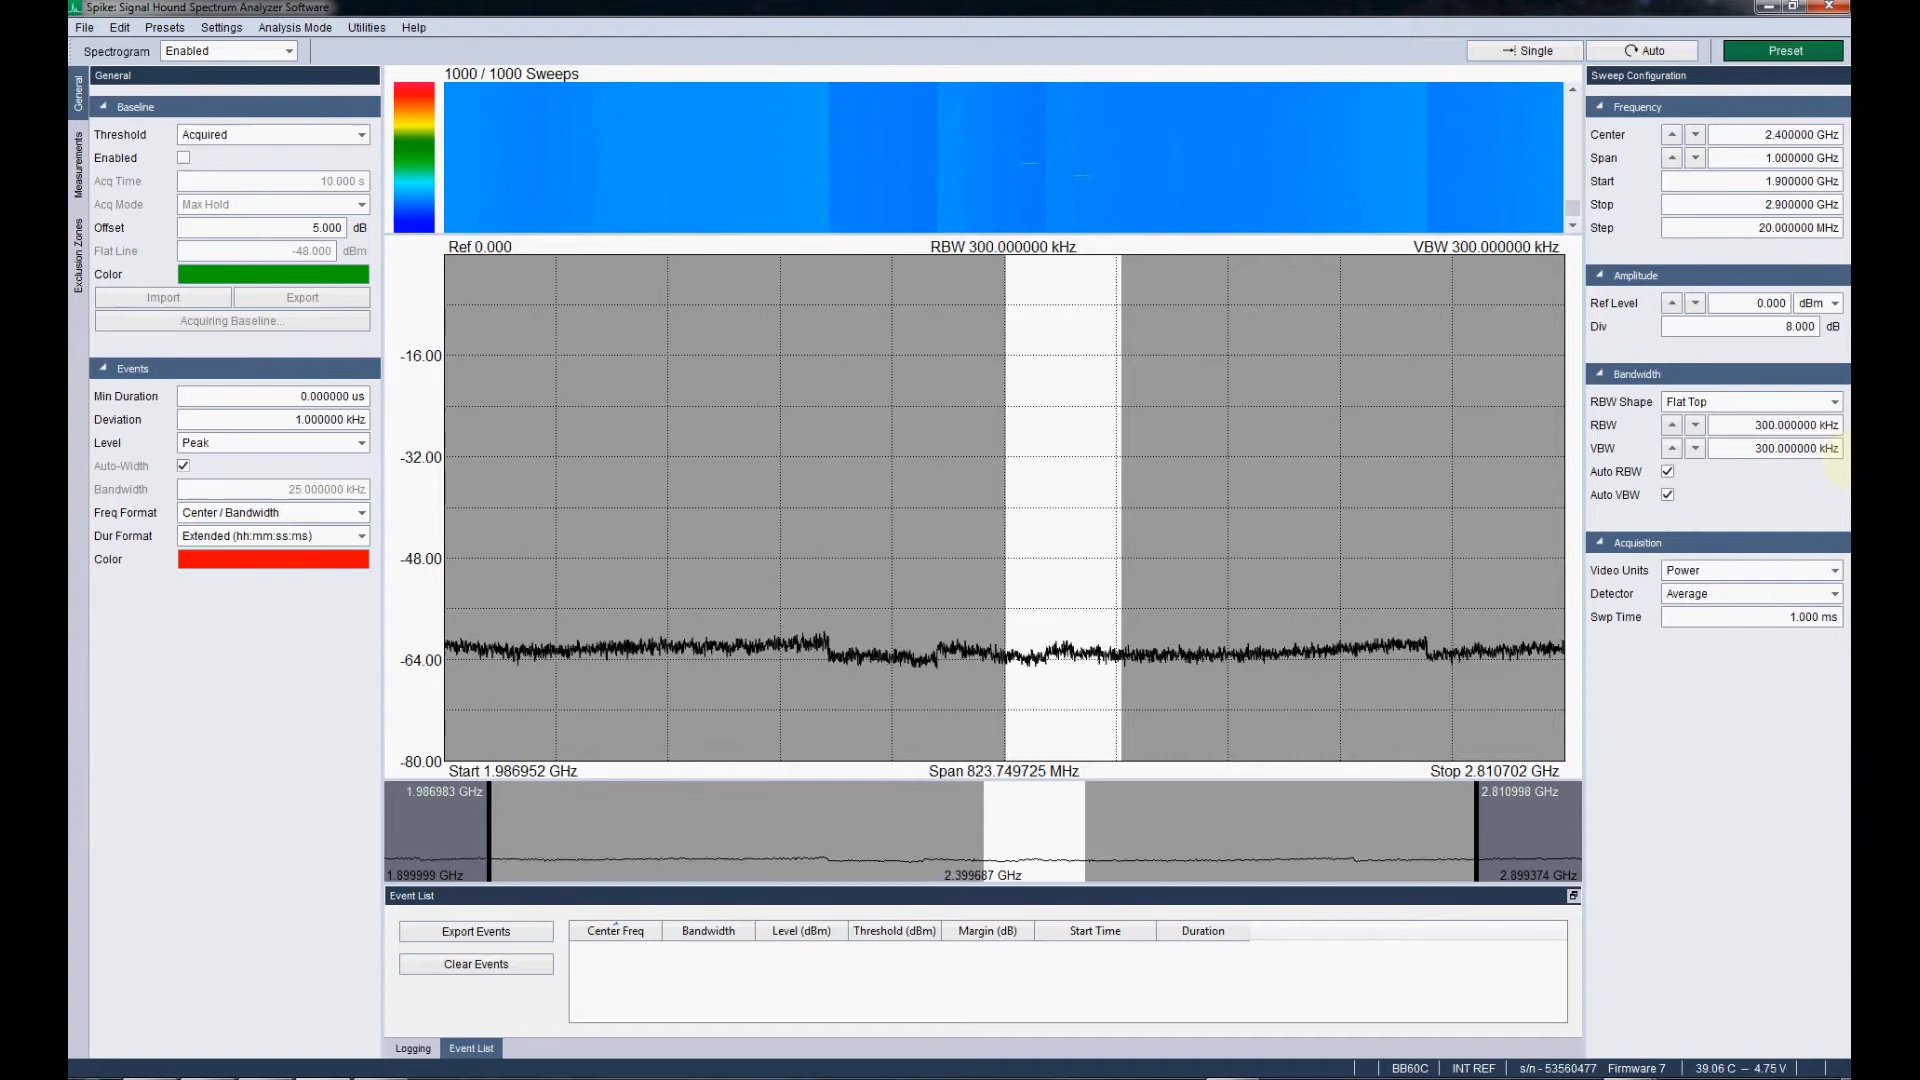 Spike: Signal Hound Spectrum Analyzer Software
File Edit Presets Settings Analysis Mode Utilities Help
Spectrogram Enabled Single Auto Preset
General
Measurements
Exclusion Zones
General
Baseline
Threshold Acquired
Enabled
Acq Time 10.000 s
Acq Mode Max Hold
Offset 5.000 dB
Flat Line -48.000 dBm
Color
Import Export
Acquiring Baseline...
Events
Min Duration 0.000000 us
Deviation 1.000000 kHz
Level Peak
Auto-Width
Bandwidth 25.000000 kHz
Freq Format Center / Bandwidth
Dur Format Extended (hh:mm:ss:ms)
Color
1000 / 1000 Sweeps
Ref 0.000 RBW 300.000000 kHz VBW 300.000000 kHz
-16.00
-32.00
-48.00
-64.00
-80.00
Start 1.986952 GHz Span 823.749725 MHz Stop 2.810702 GHz
1.986983 GHz 2.810998 GHz
1.899999 GHz 2.399687 GHz 2.899374 GHz
Event List
Export Events
Clear Events
Center Freq Bandwidth Level (dBm) Threshold (dBm) Margin (dB) Start Time Duration
Logging Event List
Sweep Configuration
Frequency
Center 2.400000 GHz
Span 1.000000 GHz
Start 1.900000 GHz
Stop 2.900000 GHz
Step 20.000000 MHz
Amplitude
Ref Level 0.000 dBm
Div 8.000 dB
Bandwidth
RBW Shape Flat Top
RBW 300.000000 kHz
VBW 300.000000 kHz
Auto RBW
Auto VBW
Acquisition
Video Units Power
Detector Average
Swp Time 1.000 ms
BB60C INT REF s/n - 53560477 Firmware 7 39.06 C — 4.75 V